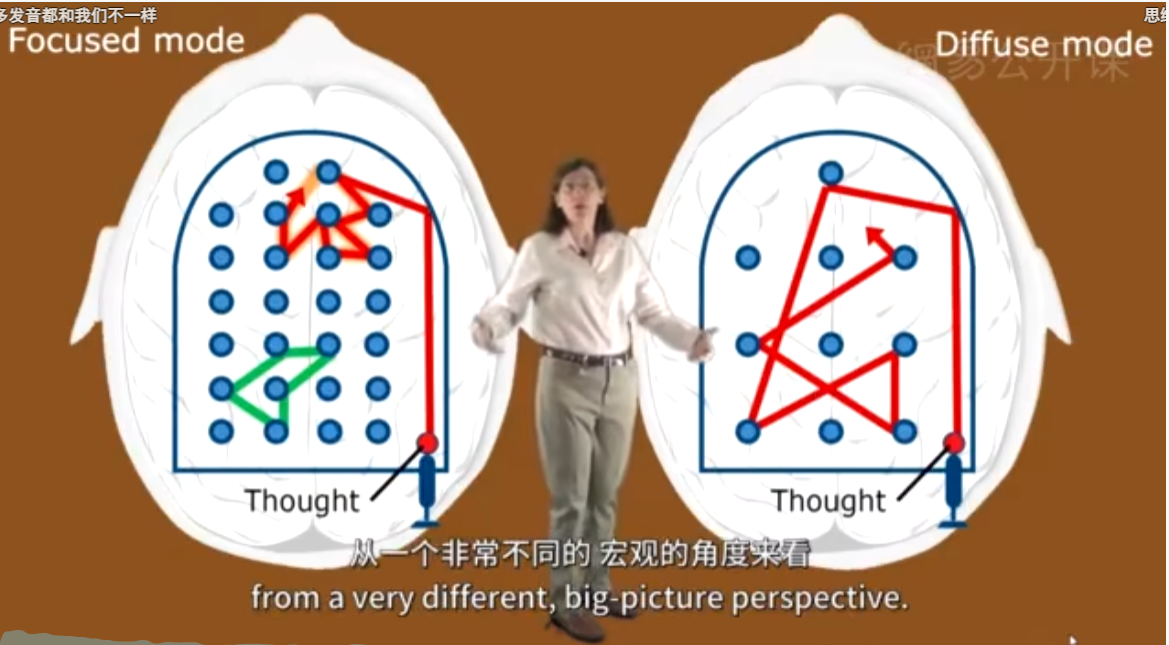 多发音都和我们不一样
思维
Focused mode
Diffuse mode
网易公开课
Thought
Thought
从一个非常不同的 宏观的角度来看
from a very different, big-picture perspective.